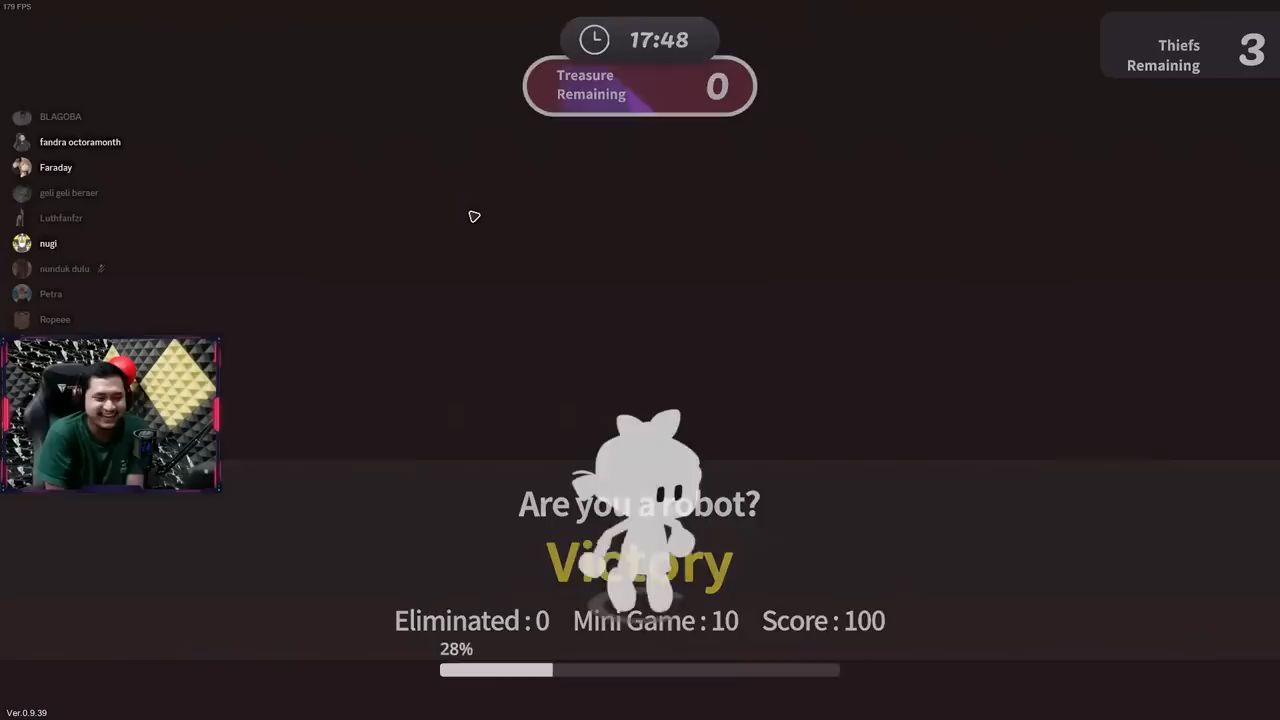 179 FPS
17:48
Treasure
Remaining
0
Thiefs
Remaining
3
BLAGOBA
fandra octoramonth
Faraday
geli geli beraer
Luthfanfzr
nugi
nunduk dulu
Petra
Ropeee
Are you a robot?
Victory
Eliminated : 0 Mini Game : 10 Score : 100
28%
Ver.0.9.39